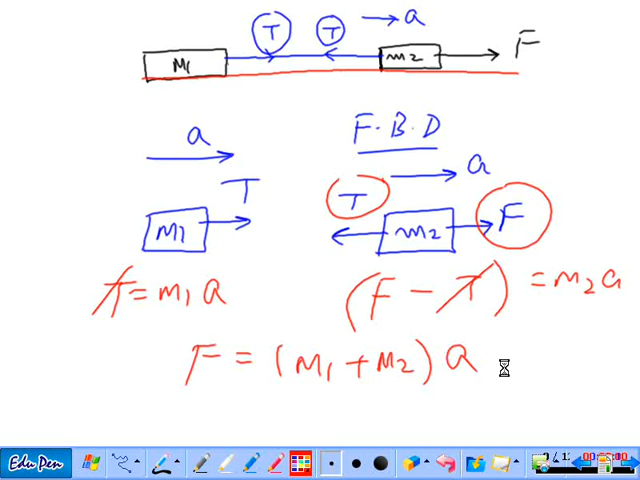 T T a
M1 m2 F
a F.B.D
T T a
M1 m2 F
T = m1 a (F - T) = m2 a
F = (m1 + m2) a
Edu Pen